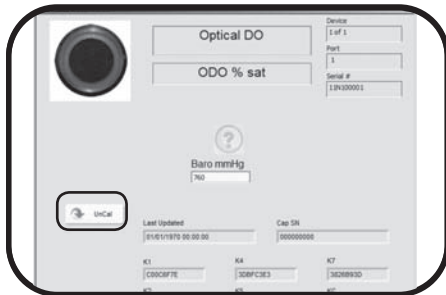 Optical DO
ODO % sat
Device
1 of 1
Port
1
Serial #
11N100001
?
Baro mmHg
760
UnCal
Last Updated
01/01/1970 00:00:00
Cap SN
000000000
K1
K4
K7
C00C8F7E
3DBFC3E3
3826B93D